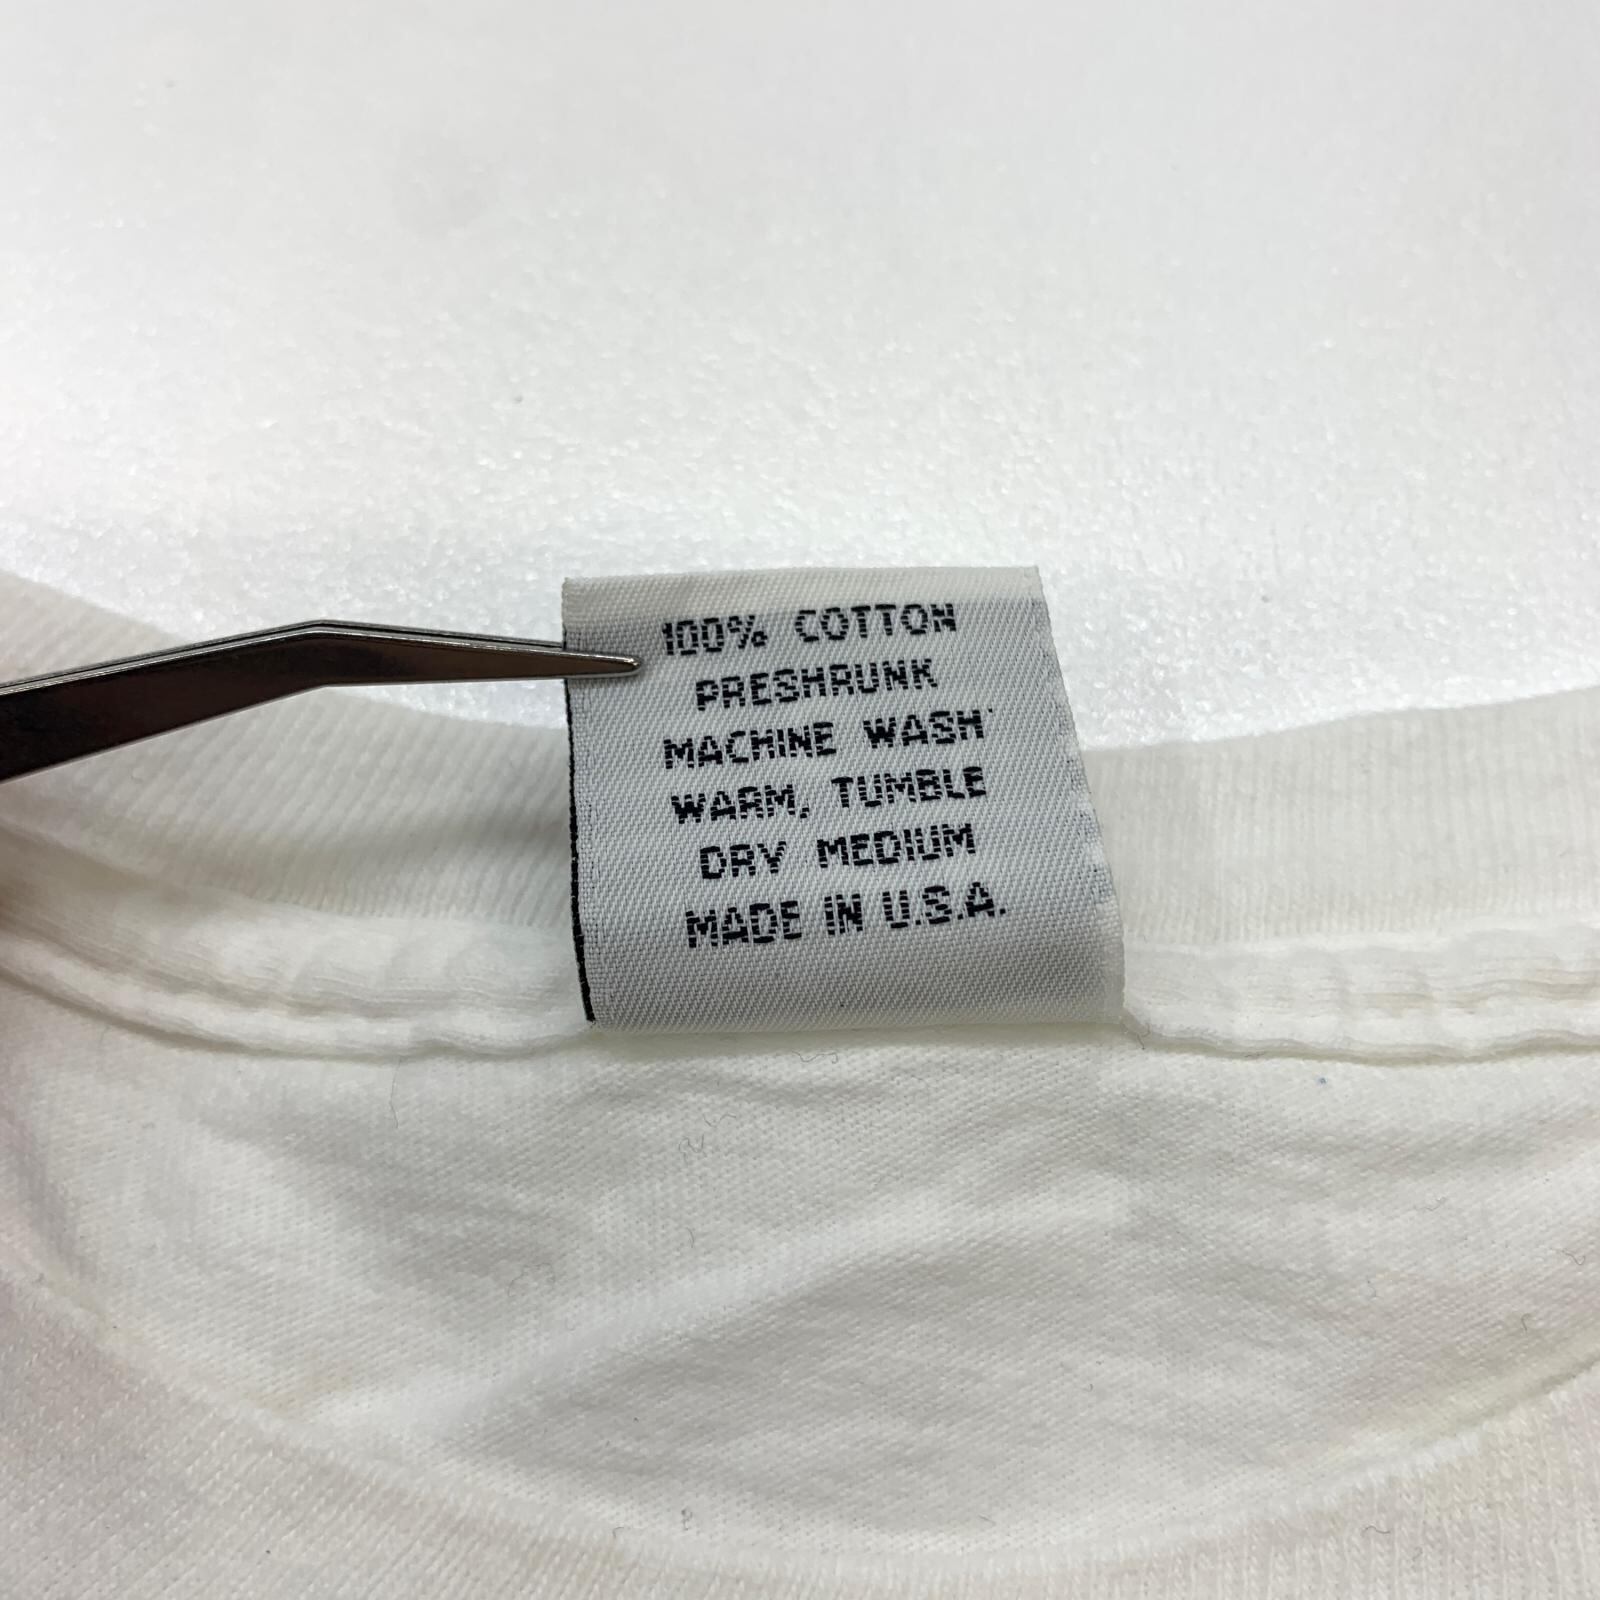 100% COTTON
PRESHRUNK
MACHINE WASH
WARM, TUMBLE
DRY MEDIUM
MADE IN U.S.A.